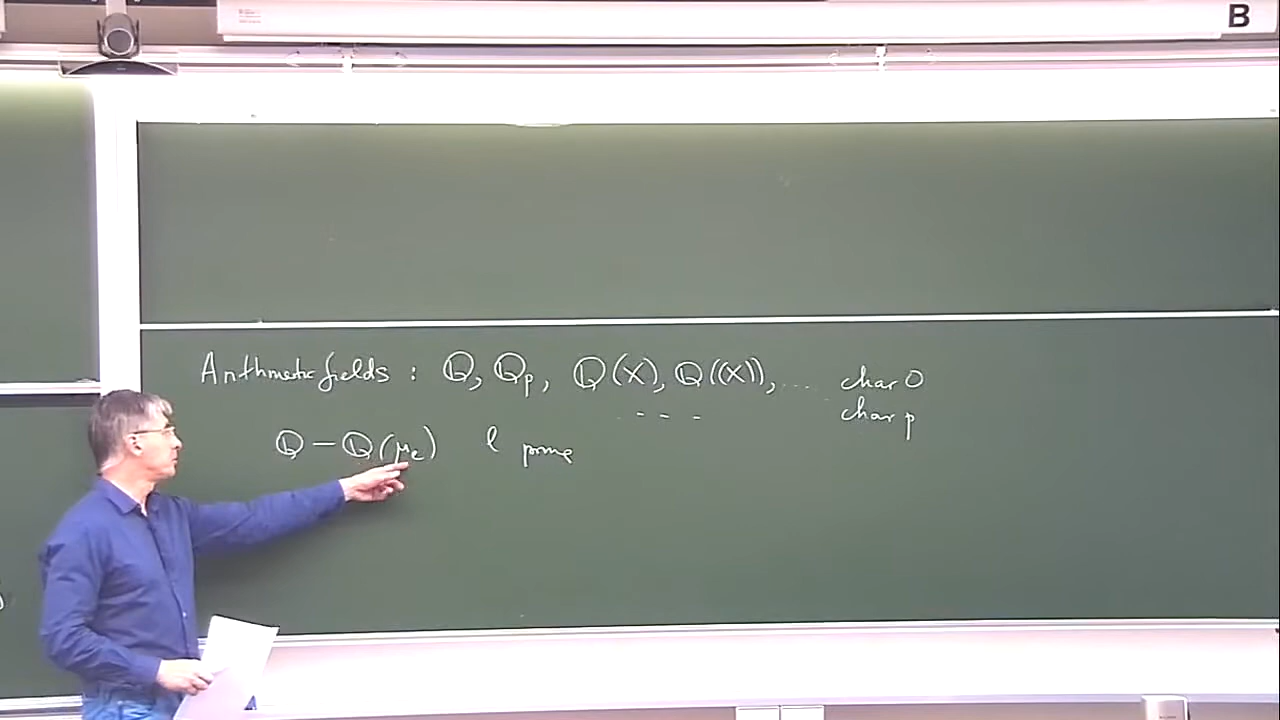 B
Arithmetic fields : ℚ, ℚp, ℚ(X), ℚ((X)), ... char 0
- - - char p
ℚ — ℚ(μℓ) ℓ prime